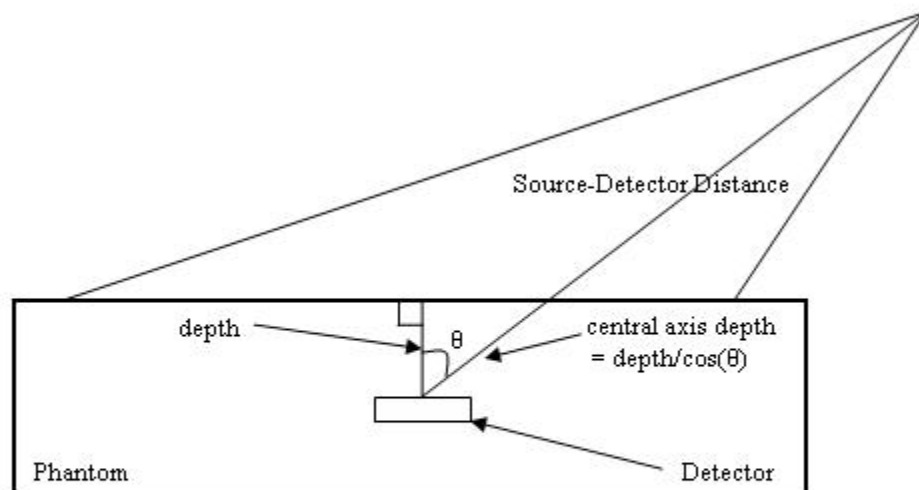 Source-Detector Distance
depth
θ
central axis depth
= depth/cos(θ)
Phantom
Detector